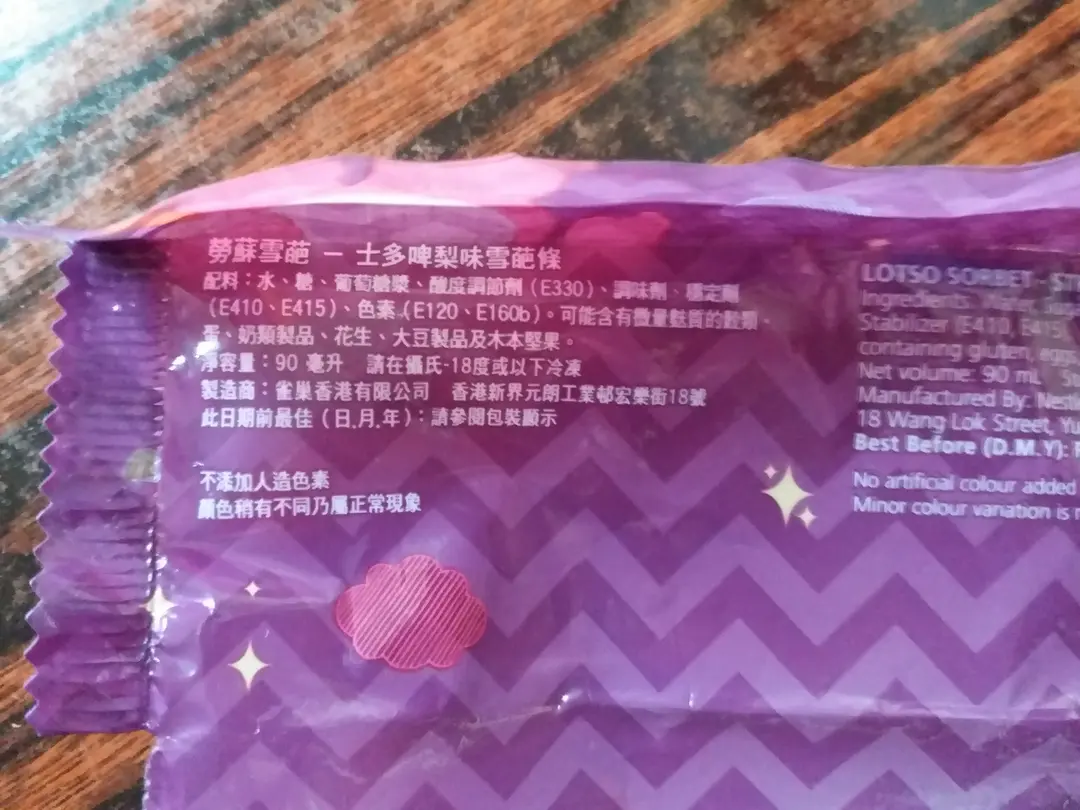 勞蘇雪葩 － 士多啤梨味雪葩條
配料：水、糖、葡萄糖漿、酸度調節劑（E330）、調味劑、穩定劑
（E410、E415）、色素（E120、E160b）。可能含有微量麩質的穀類、
蛋、奶類製品、花生、大豆製品及木本堅果。
淨容量：90 毫升 請在攝氏-18度或以下冷凍
製造商：雀巢香港有限公司 香港新界元朗工業邨宏樂街18號
此日期前最佳（日.月.年）：請參閱包裝顯示
不添加人造色素
顏色稍有不同乃屬正常現象
LOTSO SORBET - ST
Ingredients:
Stabilizer (E410, E415
containing gluten, eggs
Net volume: 90 mL
Manufactured By: Nestl
18 Wang Lok Street, Yu
Best Before (D.M.Y):
No artificial colour added
Minor colour variation is n